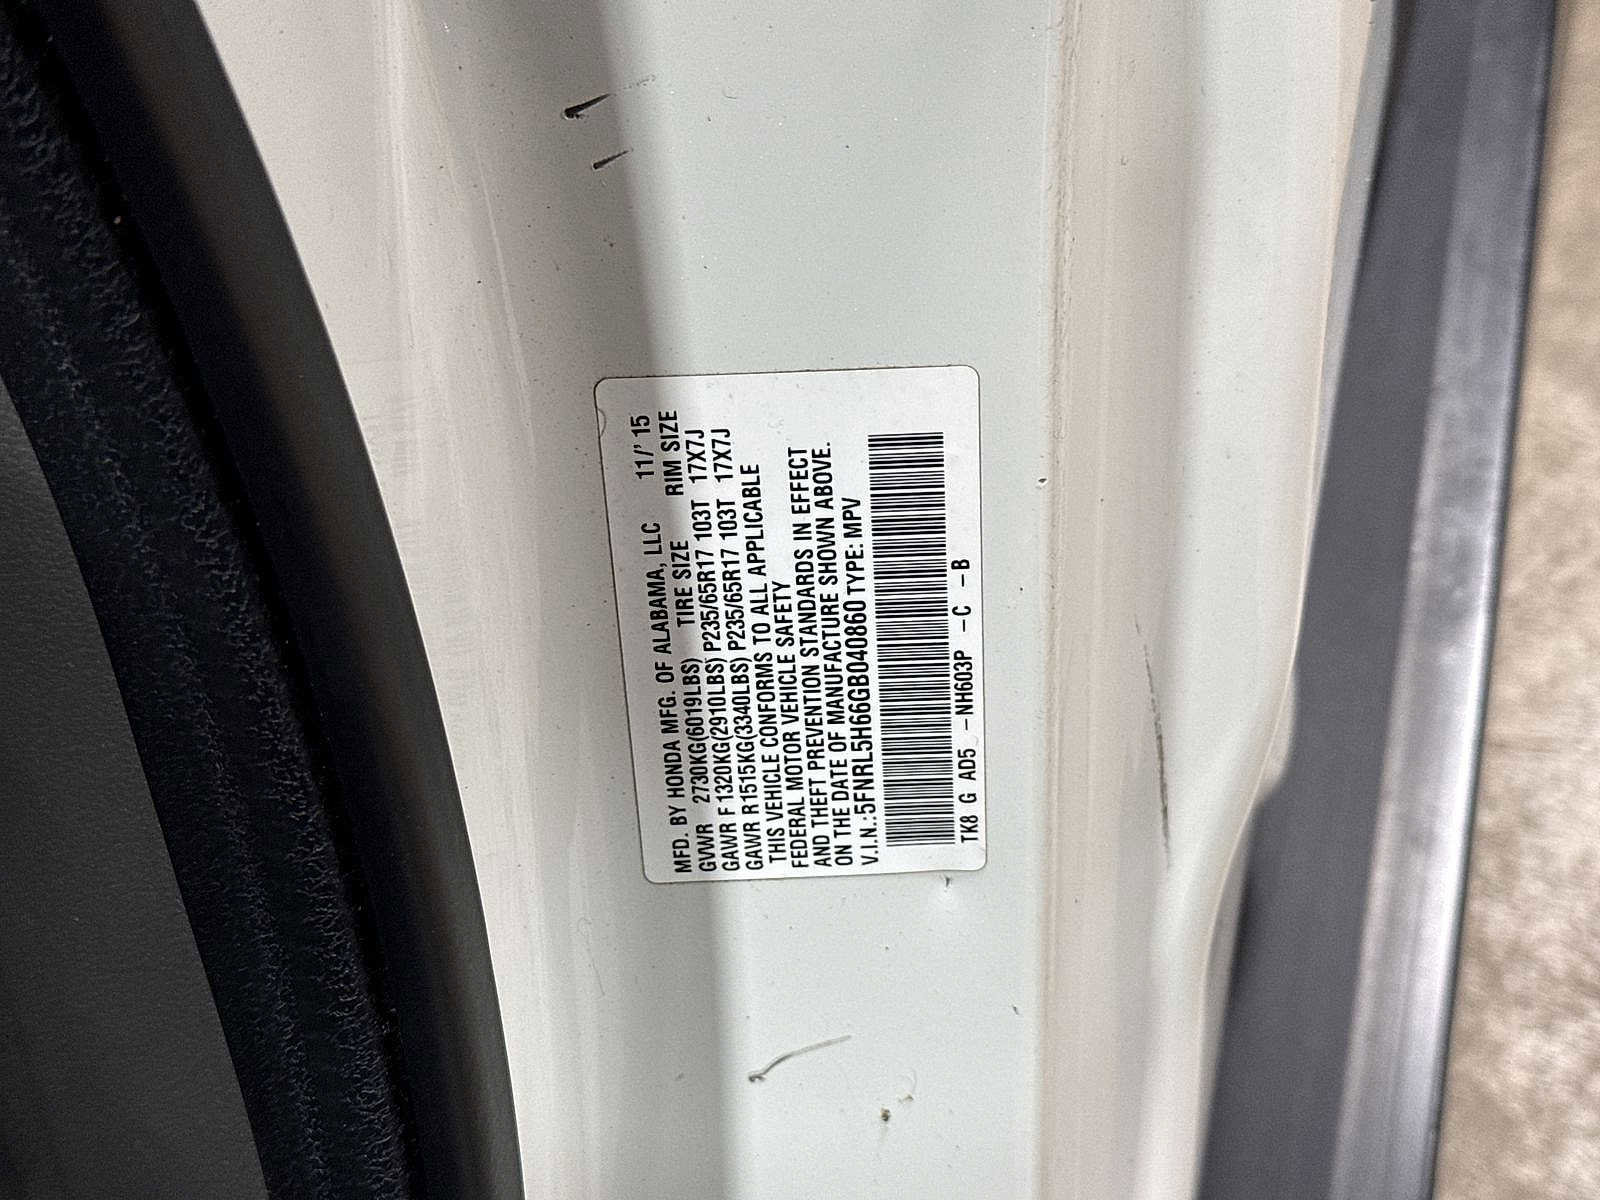 MFD. BY HONDA MFG. OF ALABAMA, LLC 11/' 15
GVWR 2730KG(6019LBS) TIRE SIZE RIM SIZE
GAWR F 1320KG(2910LBS) P235/65R17 103T 17X7J
GAWR R1515KG(3340LBS) P235/65R17 103T 17X7J
THIS VEHICLE CONFORMS TO ALL APPLICABLE
FEDERAL MOTOR VEHICLE SAFETY
AND THEFT PREVENTION STANDARDS IN EFFECT
ON THE DATE OF MANUFACTURE SHOWN ABOVE.
V.I.N.:5FNRL5H66GB040860 TYPE: MPV
TK8 G AD5 -NH603P -C -B